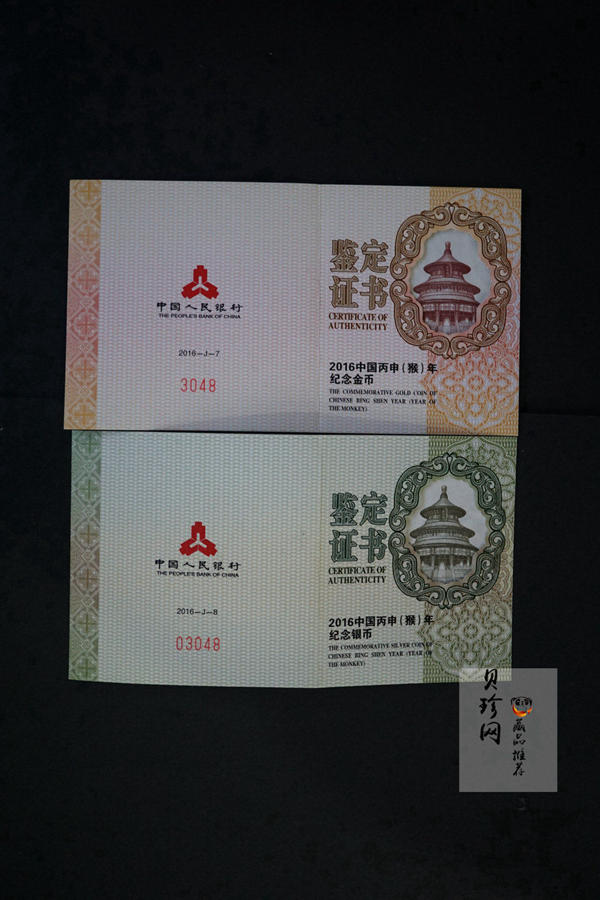 中国人民银行
THE PEOPLE'S BANK OF CHINA
2016-J-7
3048
鉴定
证书
CERTIFICATE OF
AUTHENTICITY
2016中国丙申(猴)年
纪念金币
THE COMMEMORATIVE GOLD COIN OF
CHINESE BING SHEN YEAR (YEAR OF
THE MONKEY)
中国人民银行
THE PEOPLE'S BANK OF CHINA
2016-J-8
03048
鉴定
证书
CERTIFICATE OF
AUTHENTICITY
2016中国丙申(猴)年
纪念银币
THE COMMEMORATIVE SILVER COIN OF
CHINESE BING SHEN YEAR (YEAR OF
THE MONKEY)
贝珍网
藏品推荐